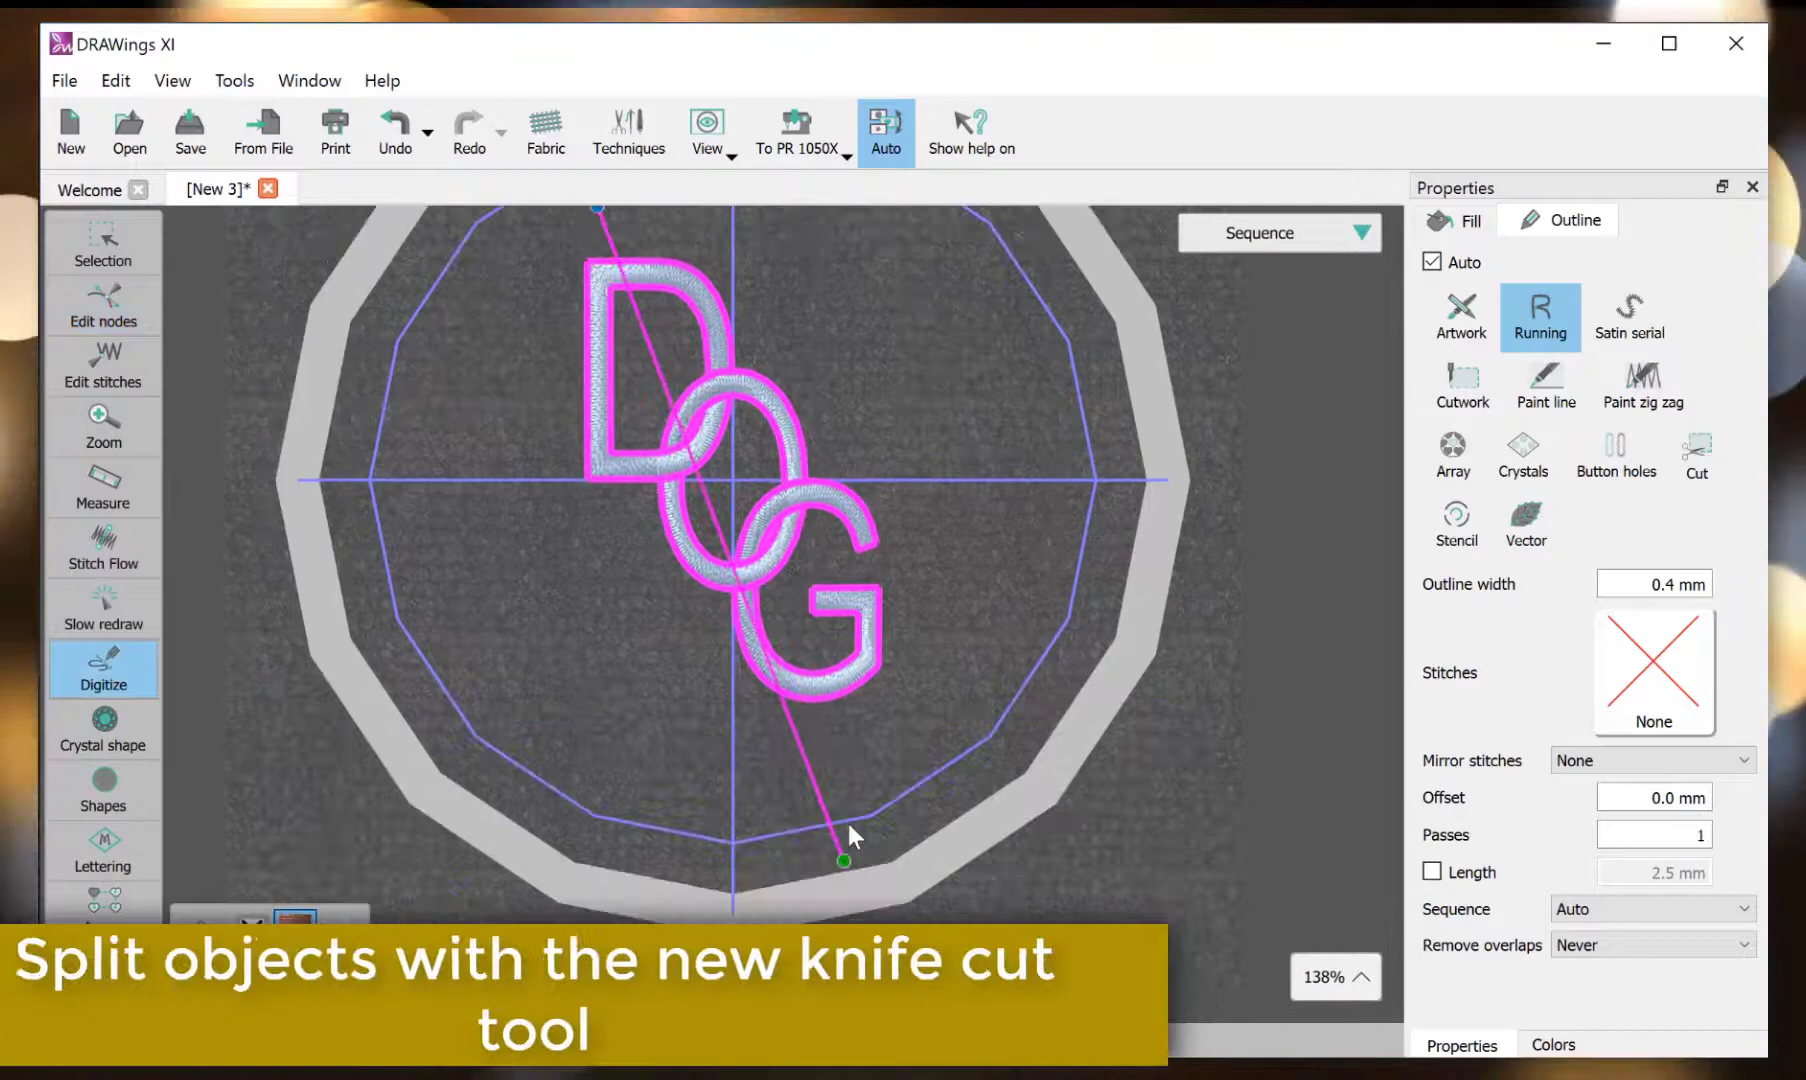 DRAWings XI
File Edit View Tools Window Help
New Open Save From File Print Undo Redo Fabric Techniques View To PR 1050X Auto Show help on
Welcome [New 3]*
Selection
Edit nodes
Edit stitches
Zoom
Measure
Stitch Flow
Slow redraw
Digitize
Crystal shape
Shapes
M
Lettering
Sequence
DOG
138%
Properties
Fill Outline
Auto
Artwork Running Satin serial
Cutwork Paint line Paint zig zag
Array Crystals Button holes Cut
Stencil Vector
Outline width 0.4 mm
Stitches
None
Mirror stitches None
Offset 0.0 mm
Passes 1
Length 2.5 mm
Sequence Auto
Remove overlaps Never
Properties Colors
Split objects with the new knife cut
tool